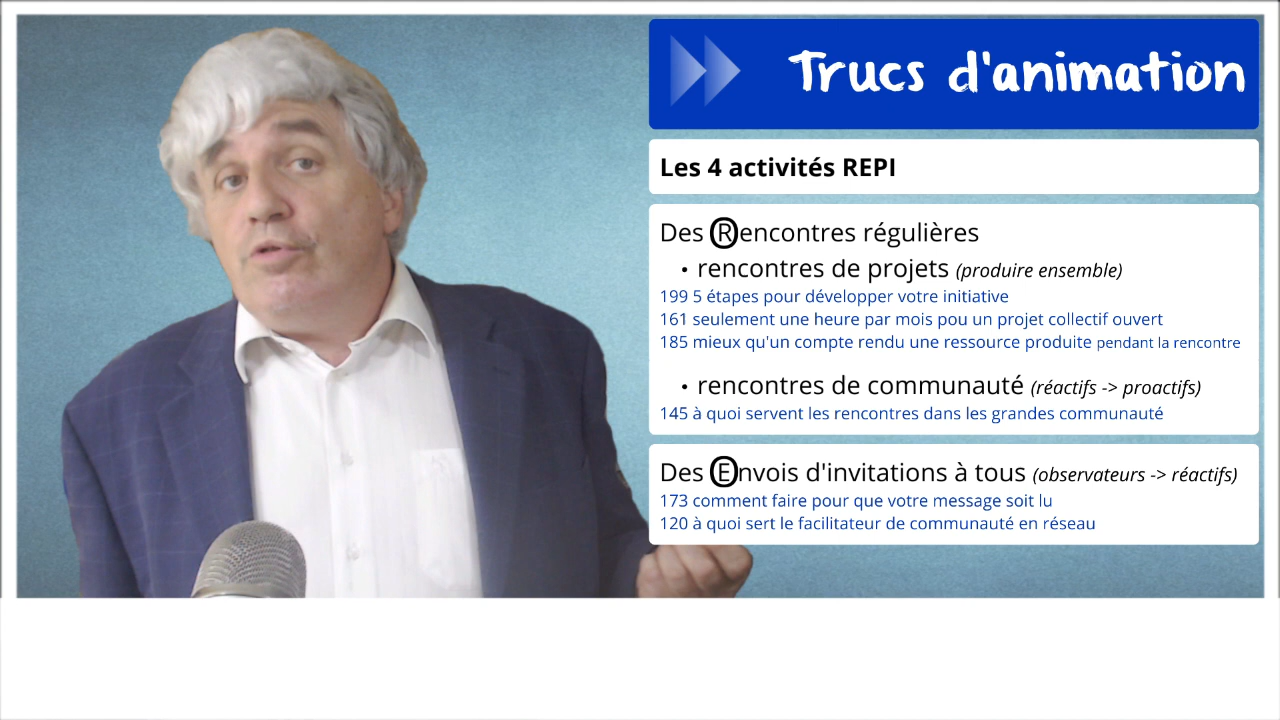 Trucs d'animation
Les 4 activités REPI
Des Rencontres régulières
• rencontres de projets (produire ensemble)
199 5 étapes pour développer votre initiative
161 seulement une heure par mois pou un projet collectif ouvert
185 mieux qu'un compte rendu une ressource produite pendant la rencontre
• rencontres de communauté (réactifs -> proactifs)
145 à quoi servent les rencontres dans les grandes communauté
Des Envois d'invitations à tous (observateurs -> réactifs)
173 comment faire pour que votre message soit lu
120 à quoi sert le facilitateur de communauté en réseau